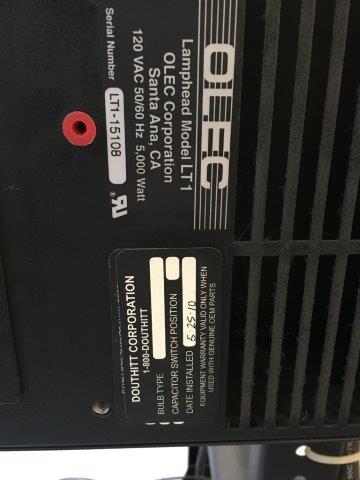 OLEC
Lamphead Model LT1
OLEC Corporation
Santa Ana, CA
120 VAC 50/60 Hz 5,000 Watt
Serial Number LT1-15108
DOUTHITT CORPORATION
1-800-DOUTHITT
BULB TYPE
CAPACITOR SWITCH POSITION
DATE INSTALLED 5-25-10
EQUIPMENT WARRANTY VALID ONLY WHEN
USED WITH GENUINE OEM PARTS